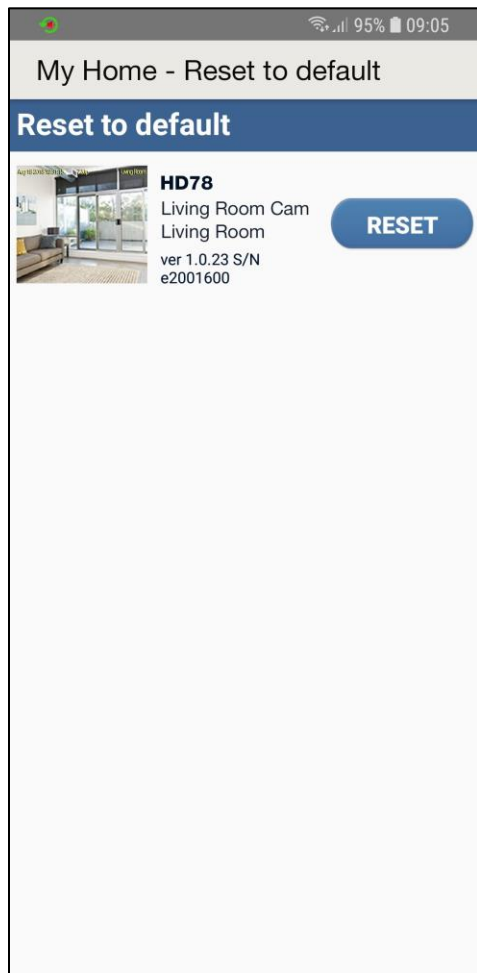 95% 09:05
My Home - Reset to default
Reset to default
HD78
Living Room Cam
Living Room
RESET
ver 1.0.23 S/N
e2001600